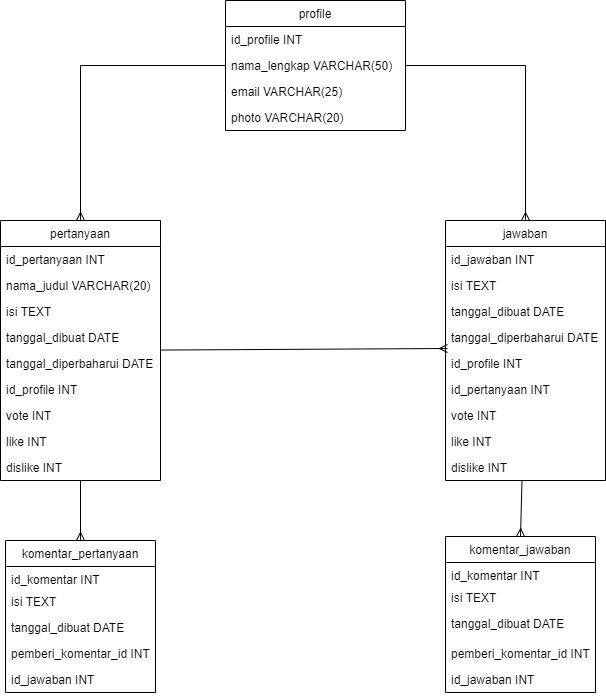 profile
id_profile INT
nama_lengkap VARCHAR(50)
email VARCHAR(25)
photo VARCHAR(20)
pertanyaan
id_pertanyaan INT
nama_judul VARCHAR(20)
isi TEXT
tanggal_dibuat DATE
tanggal_diperbaharui DATE
id_profile INT
vote INT
like INT
dislike INT
jawaban
id_jawaban INT
isi TEXT
tanggal_dibuat DATE
tanggal_diperbaharui DATE
id_profile INT
id_pertanyaan INT
vote INT
like INT
dislike INT
komentar_pertanyaan
id_komentar INT
isi TEXT
tanggal_dibuat DATE
pemberi_komentar_id INT
id_jawaban INT
komentar_jawaban
id_komentar INT
isi TEXT
tanggal_dibuat DATE
pemberi_komentar_id INT
id_jawaban INT